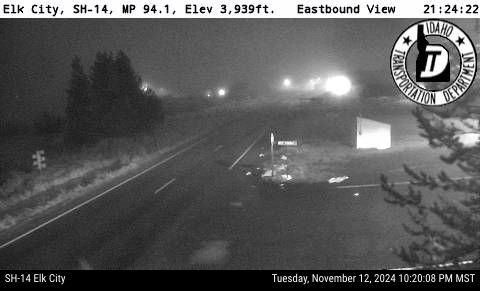 Elk City, SH-14, MP 94.1, Elev 3,939ft. Eastbound View 21:24:22
IDAHO
TRANSPORTATION DEPARTMENT
SH-14 Elk City Tuesday, November 12, 2024 10:20:08 PM MST